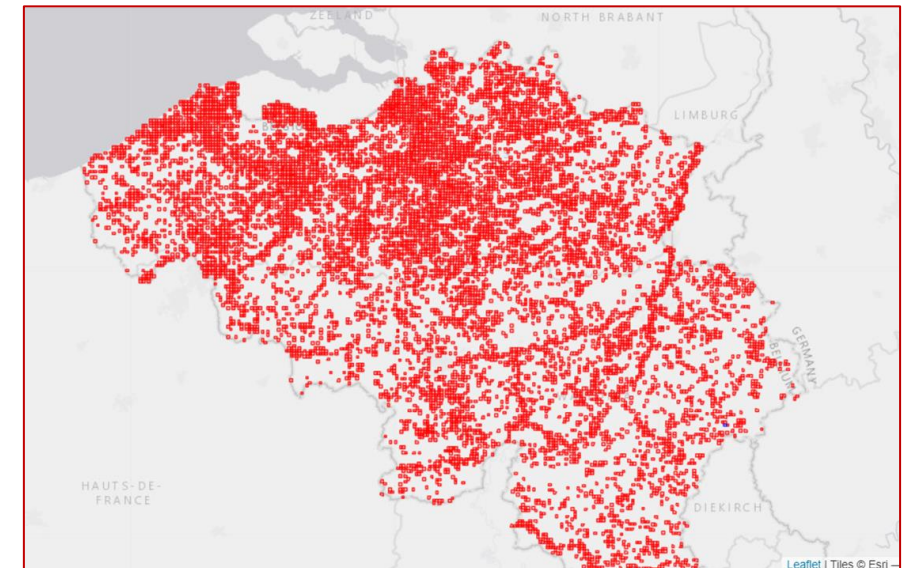 ZEELAND
NORTH BRABANT
LIMBURG
GERMANY
HAUTS-DE-
FRANCE
DIEKIRCH
Leaflet | Tiles © Esri —